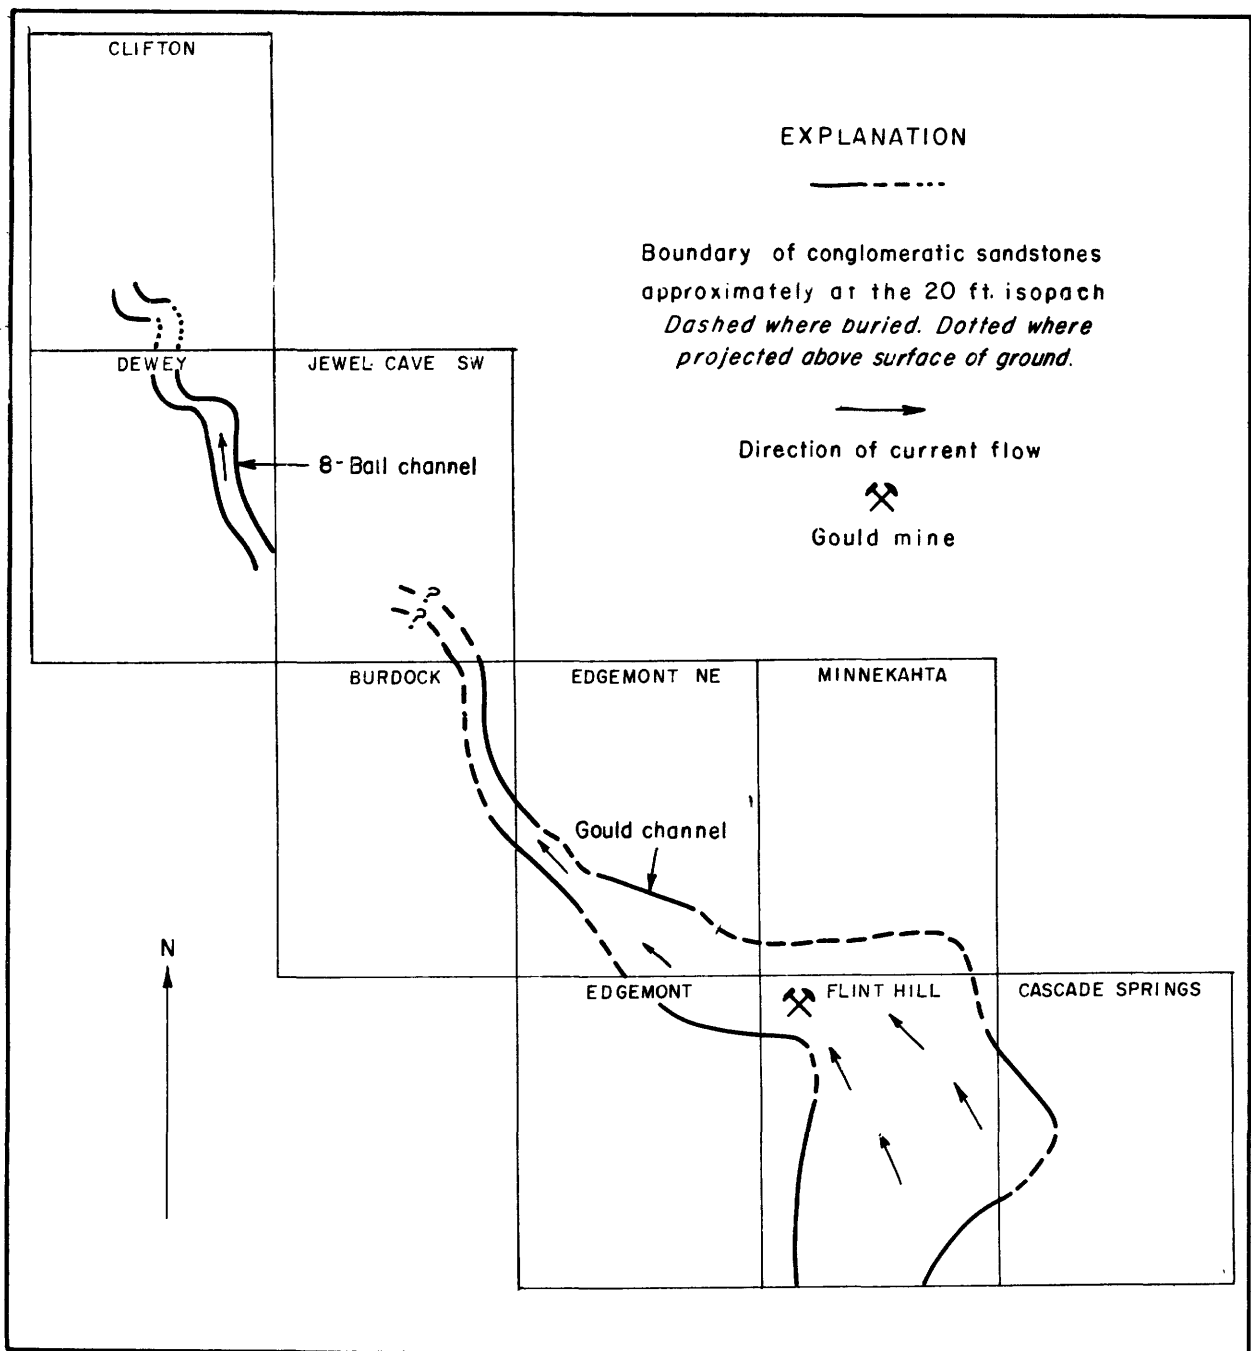 CLIFTON
EXPLANATION
Boundary of conglomeratic sandstones
approximately at the 20 ft. isopach
Dashed where buried. Dotted where
projected above surface of ground.
DEWEY
JEWEL CAVE SW
Direction of current flow
8-Ball channel
Gould mine
?
?
BURDOCK
EDGEMONT NE
MINNEKAHTA
Gould channel
N
EDGEMONT
FLINT HILL
CASCADE SPRINGS